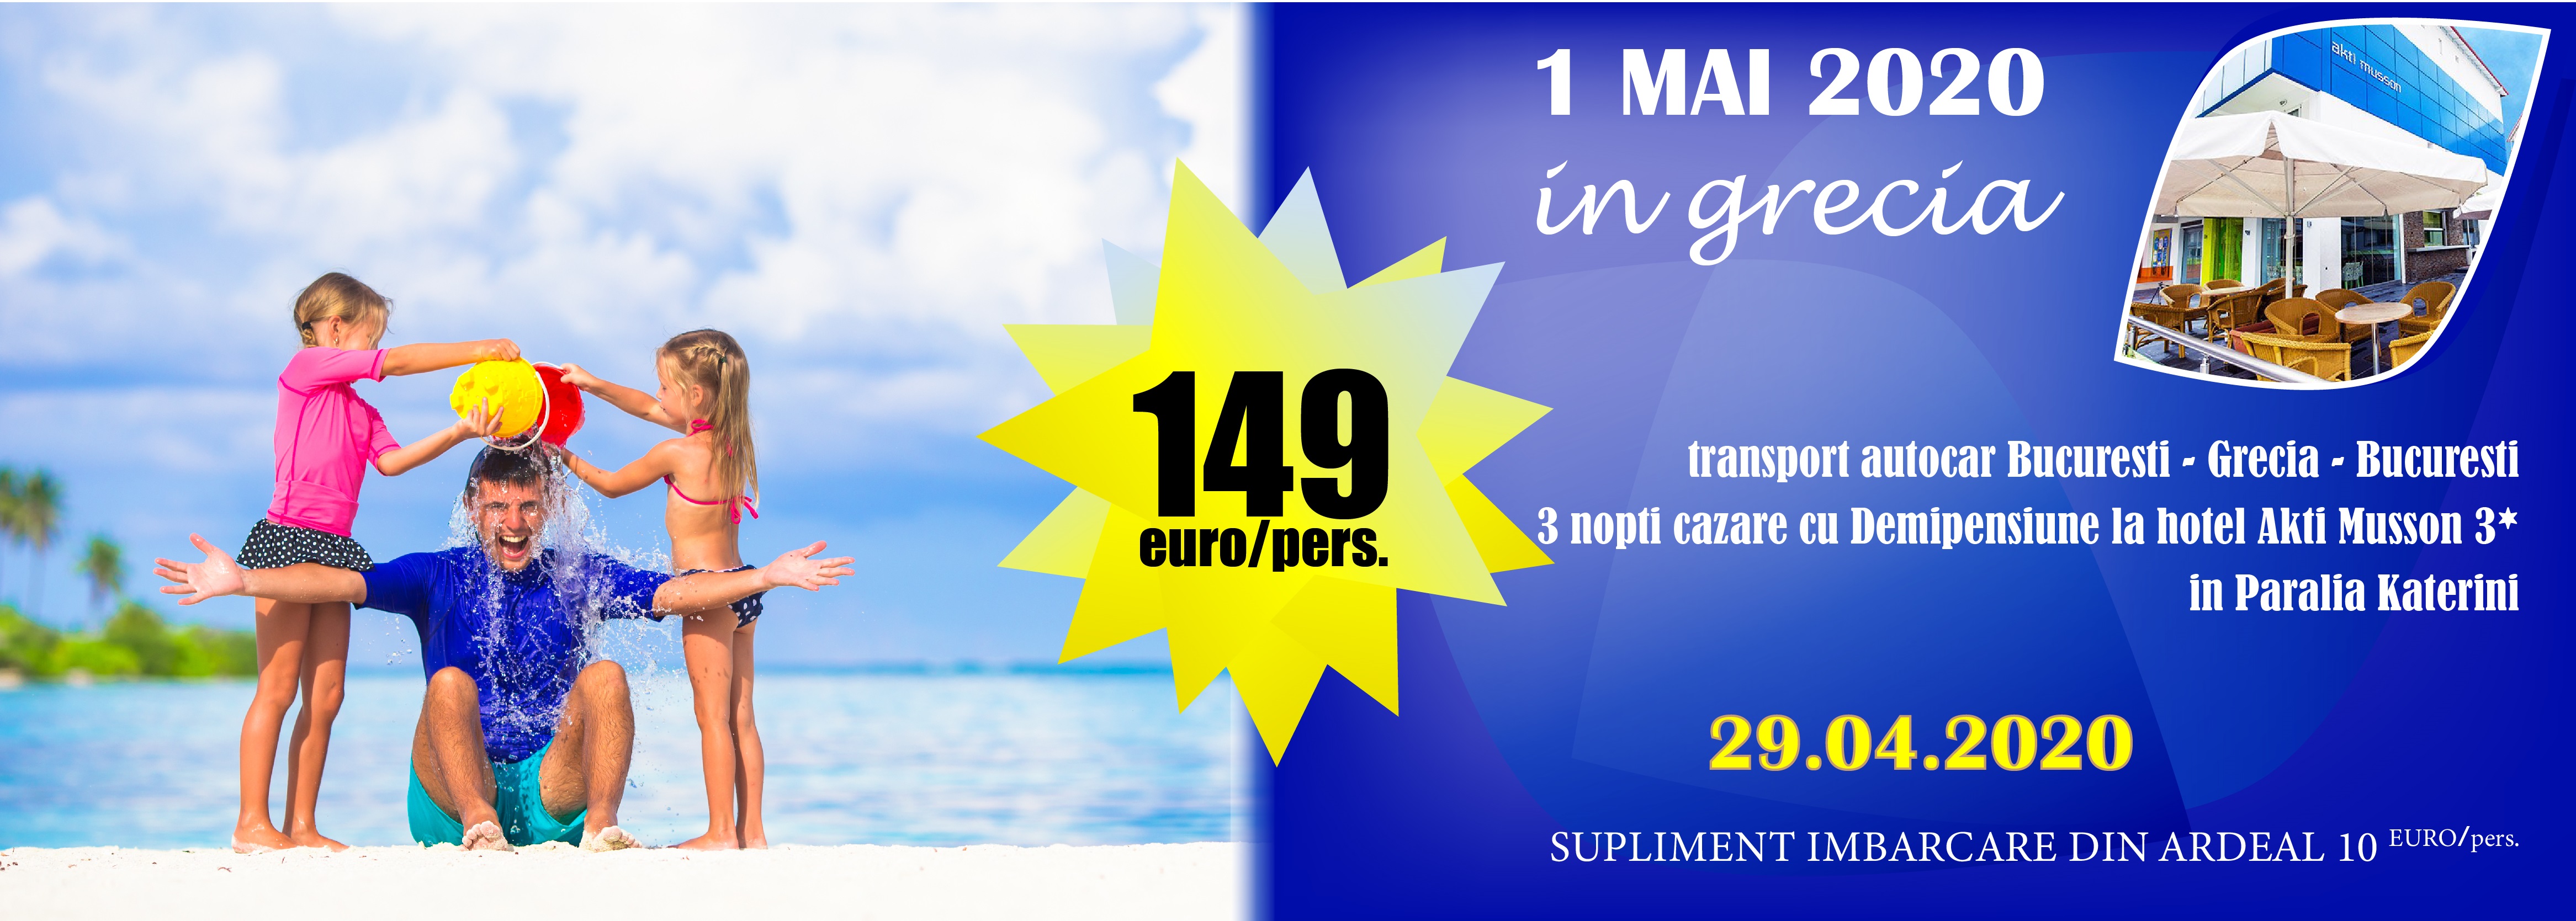 1 MAI 2020
in grecia
akti musson
149
euro/pers.
transport autocar Bucuresti - Grecia - Bucuresti
3 nopti cazare cu Demipensiune la hotel Akti Musson 3*
in Paralia Katerini
29.04.2020
SUPLIMENT IMBARCARE DIN ARDEAL 10 EURO/pers.